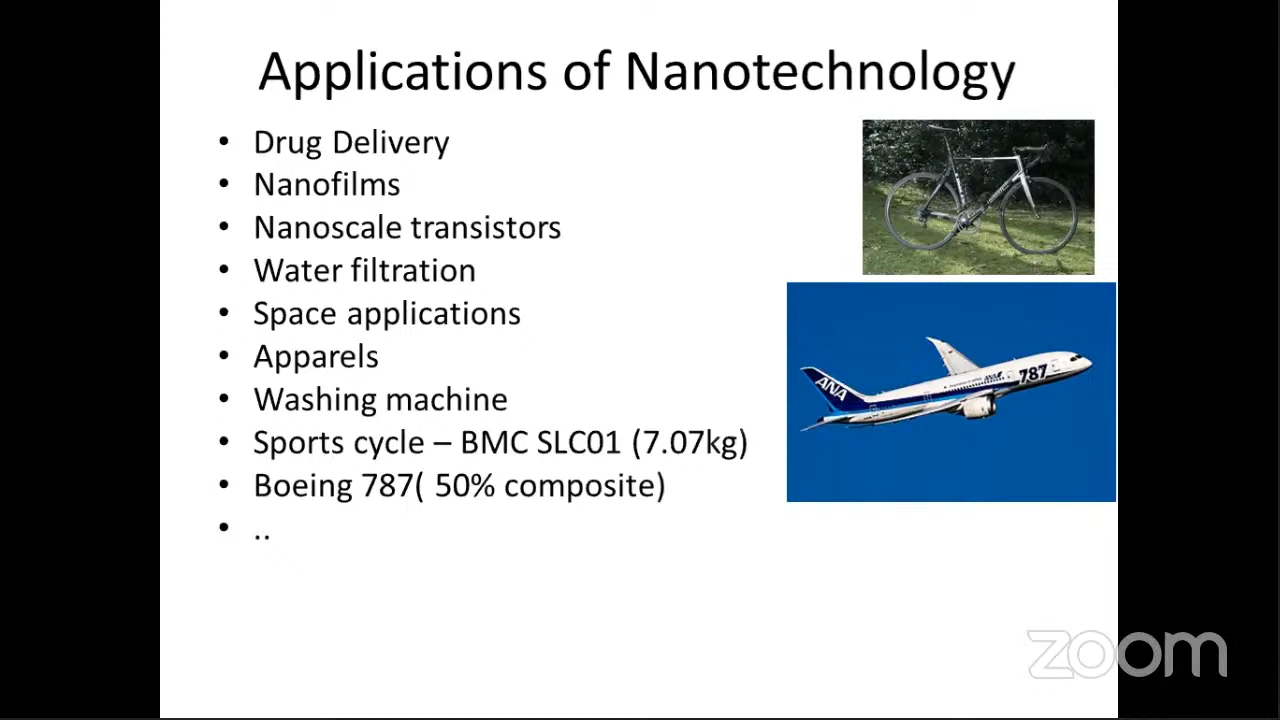 Applications of Nanotechnology
• Drug Delivery
• Nanofilms
• Nanoscale transistors
• Water filtration
• Space applications
• Apparels
• Washing machine
• Sports cycle – BMC SLC01 (7.07kg)
• Boeing 787( 50% composite)
• ..
ANA
ANA
787
zoom